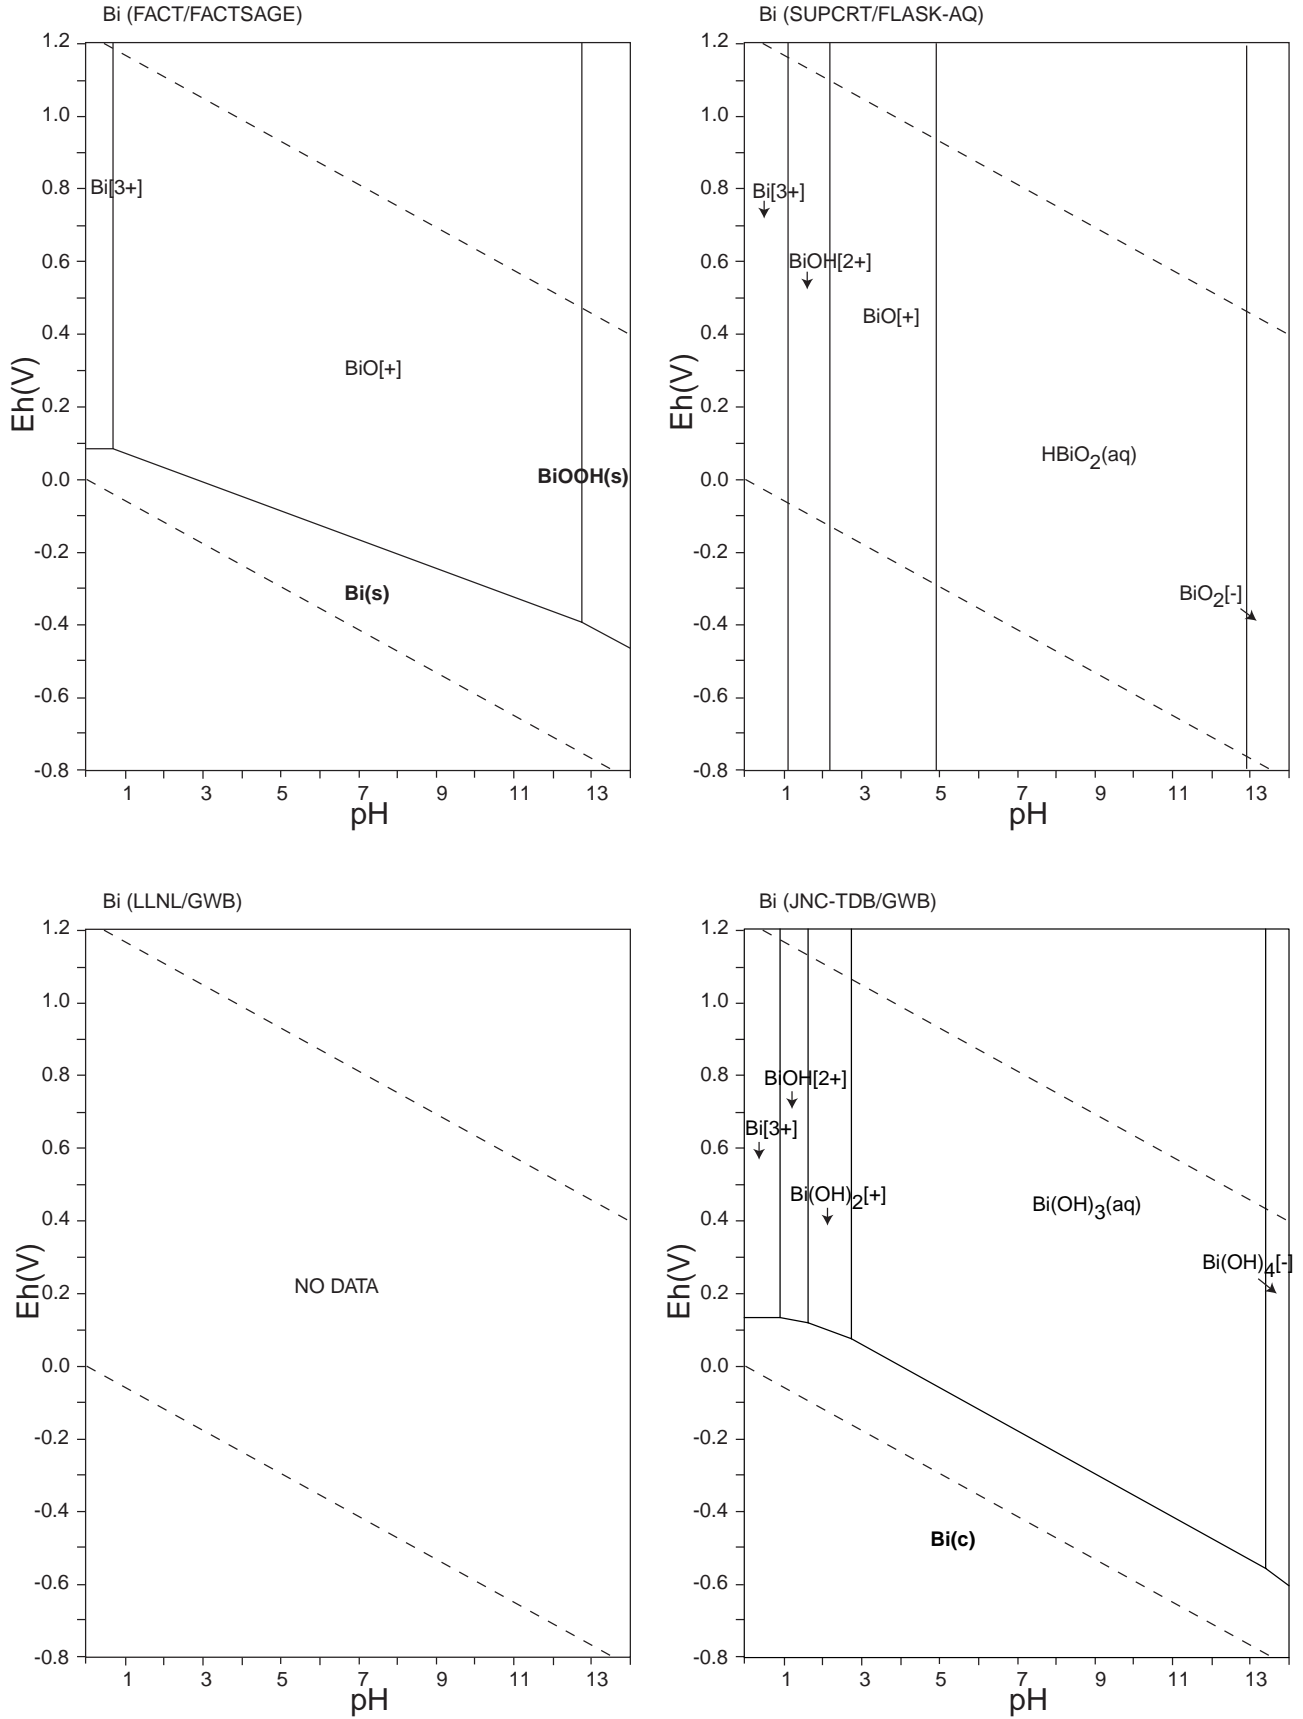 Bi (FACT/FACTSAGE)
1.2
1.0
0.8
0.6
0.4
0.2
0.0
-0.2
-0.4
-0.6
-0.8
Eh(V)
Bi[3+]
BiO[+]
BiOOH(s)
Bi(s)
1 3 5 7 9 11 13
pH
Bi (SUPCRT/FLASK-AQ)
1.2
1.0
0.8
0.6
0.4
0.2
0.0
-0.2
-0.4
-0.6
-0.8
Eh(V)
Bi[3+]
BiOH[2+]
BiO[+]
HBiO2(aq)
BiO2[-]
1 3 5 7 9 11 13
pH
Bi (LLNL/GWB)
1.2
1.0
0.8
0.6
0.4
0.2
0.0
-0.2
-0.4
-0.6
-0.8
Eh(V)
NO DATA
1 3 5 7 9 11 13
pH
Bi (JNC-TDB/GWB)
1.2
1.0
0.8
0.6
0.4
0.2
0.0
-0.2
-0.4
-0.6
-0.8
Eh(V)
BiOH[2+]
Bi[3+]
Bi(OH)2[+]
Bi(OH)3(aq)
Bi(OH)4[-]
Bi(c)
1 3 5 7 9 11 13
pH